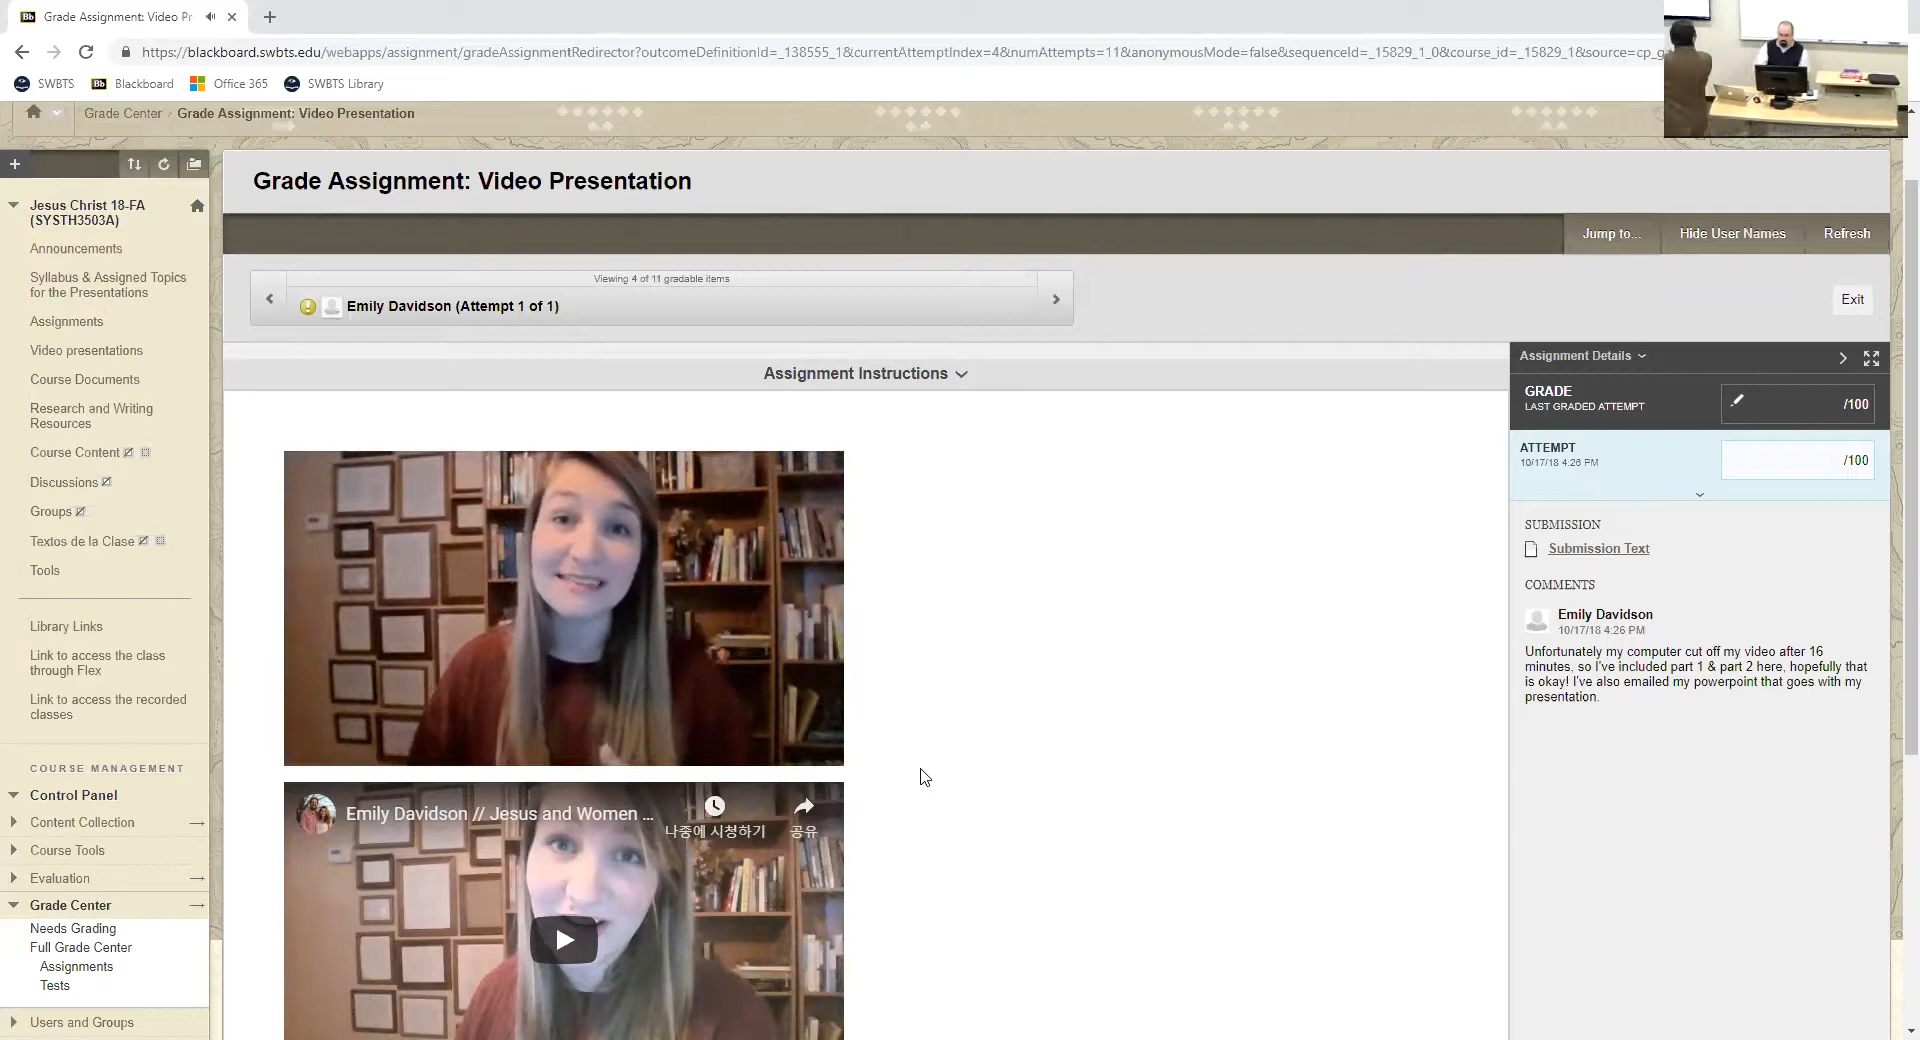 Grade Assignment: Video Pr
https://blackboard.swbts.edu/webapps/assignment/gradeAssignmentRedirector?outcomeDefinitionId=_138555_1&currentAttemptIndex=4&numAttempts=11&anonymousMode=false&sequenceId=_15829_1_0&course_id=_15829_1&source=cp_g
SWBTS
Bb
Blackboard
Office 365
SWBTS Library
Grade Center
Grade Assignment: Video Presentation
Jesus Christ 18-FA
(SYSTH3503A)
Announcements
Syllabus & Assigned Topics
for the Presentations
Assignments
Video presentations
Course Documents
Research and Writing
Resources
Course Content
Discussions
Groups
Textos de la Clase
Tools
Library Links
Link to access the class
through Flex
Link to access the recorded
classes
COURSE MANAGEMENT
Control Panel
Content Collection
Course Tools
Evaluation
Grade Center
Needs Grading
Full Grade Center
Assignments
Tests
Users and Groups
Grade Assignment: Video Presentation
Jump to...
Hide User Names
Refresh
Viewing 4 of 11 gradable items
Emily Davidson (Attempt 1 of 1)
Exit
Assignment Instructions
Emily Davidson // Jesus and Women ...
나중에 시청하기
공유
Assignment Details
GRADE
LAST GRADED ATTEMPT
/100
ATTEMPT
10/17/18 4:26 PM
/100
SUBMISSION
Submission Text
COMMENTS
Emily Davidson
10/17/18 4:26 PM
Unfortunately my computer cut off my video after 16
minutes, so I've included part 1 & part 2 here, hopefully that
is okay! I've also emailed my powerpoint that goes with my
presentation.